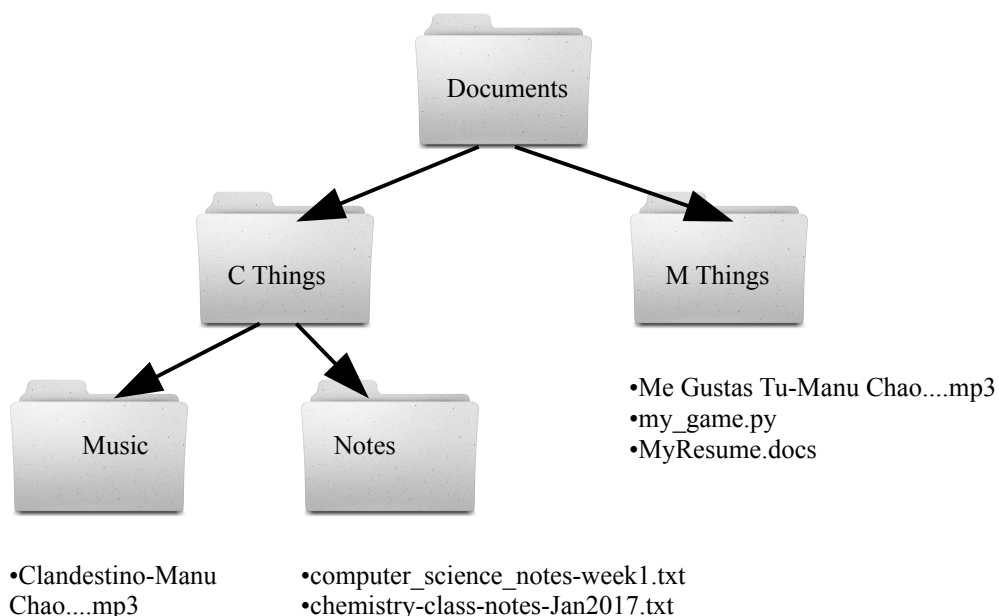 Documents
C Things
M Things
Music
Notes
•Me Gustas Tu-Manu Chao....mp3
•my_game.py
•MyResume.docs
•Clandestino-Manu
Chao....mp3
•computer_science_notes-week1.txt
•chemistry-class-notes-Jan2017.txt